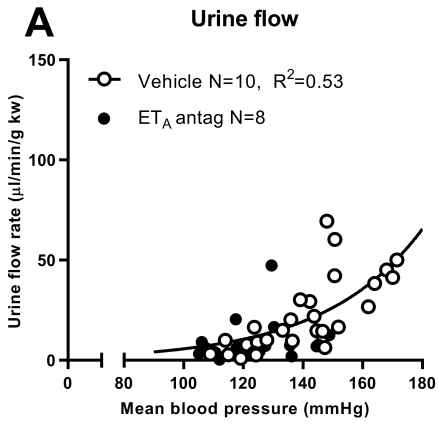 A
Urine flow
Vehicle N=10, R²=0.53
ET_A antag N=8
Urine flow rate (µl/min/g kw)
150
100
50
0
0 80 100 120 140 160 180
Mean blood pressure (mmHg)